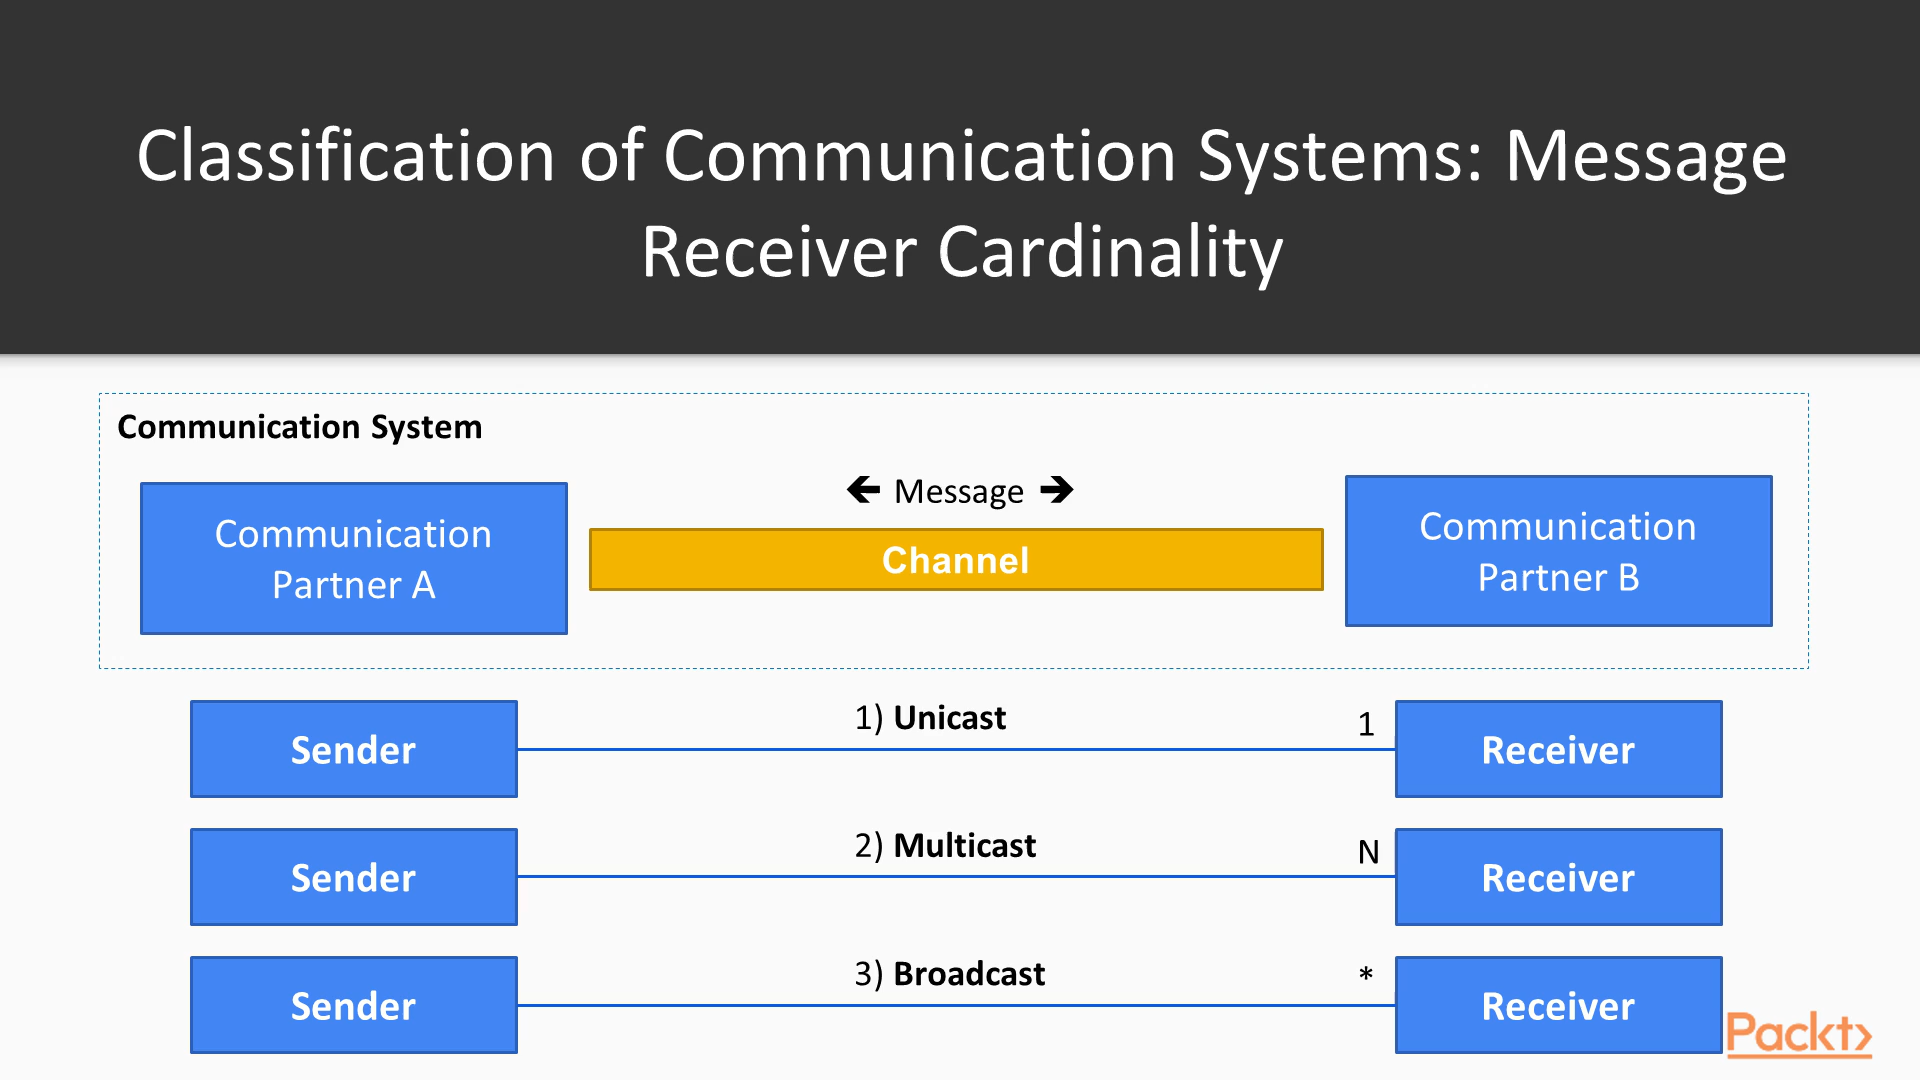 Classification of Communication Systems: Message
Receiver Cardinality
Communication System
Communication
Partner A
🡸 Message 🡺
Channel
Communication
Partner B
Sender
1) Unicast
1
Receiver
Sender
2) Multicast
N
Receiver
Sender
3) Broadcast
*
Receiver
Packt>